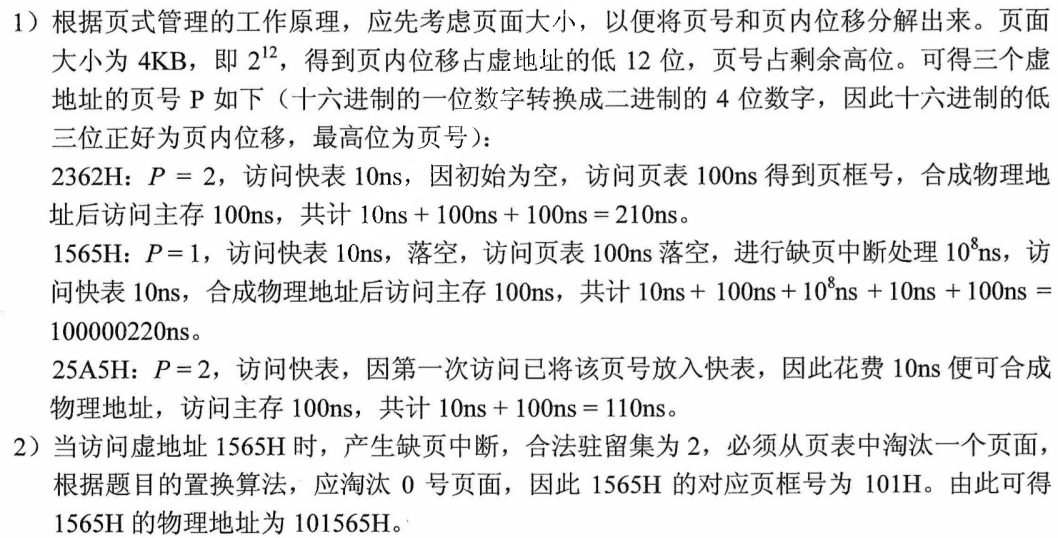 1）根据页式管理的工作原理，应先考虑页面大小，以便将页号和页内位移分解出来。页面
大小为 4KB，即 2¹²，得到页内位移占虚地址的低 12 位，页号占剩余高位。可得三个虚
地址的页号 P 如下（十六进制的一位数字转换成二进制的 4 位数字，因此十六进制的低
三位正好为页内位移，最高位为页号）：
2362H：P = 2，访问快表 10ns，因初始为空，访问页表 100ns 得到页框号，合成物理地
址后访问主存 100ns，共计 10ns + 100ns + 100ns = 210ns。
1565H：P = 1，访问快表 10ns，落空，访问页表 100ns 落空，进行缺页中断处理 10⁸ns，访
问快表 10ns，合成物理地址后访问主存 100ns，共计 10ns + 100ns + 10⁸ns + 10ns + 100ns =
100000220ns。
25A5H：P = 2，访问快表，因第一次访问已将该页号放入快表，因此花费 10ns 便可合成
物理地址，访问主存 100ns，共计 10ns + 100ns = 110ns。
2）当访问虚地址 1565H 时，产生缺页中断，合法驻留集为 2，必须从页表中淘汰一个页面，
根据题目的置换算法，应淘汰 0 号页面，因此 1565H 的对应页框号为 101H。由此可得
1565H 的物理地址为 101565H。